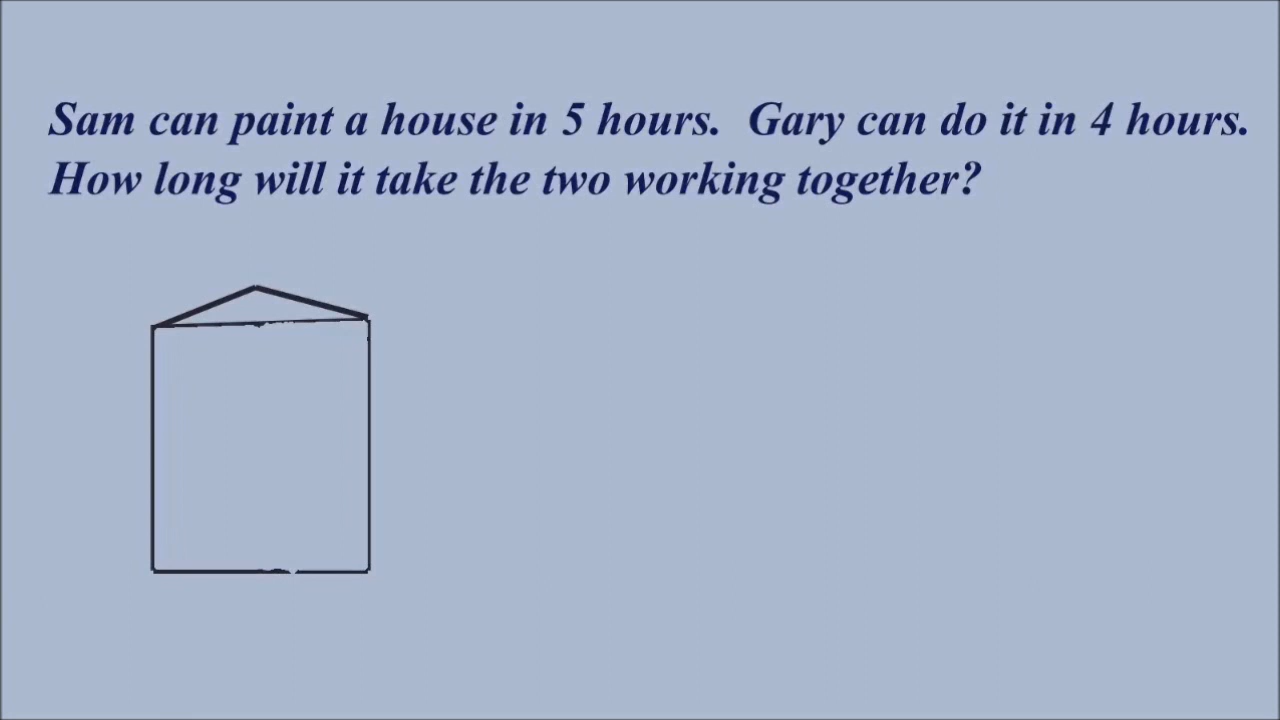 Sam can paint a house in 5 hours.  Gary can do it in 4 hours.
How long will it take the two working together?